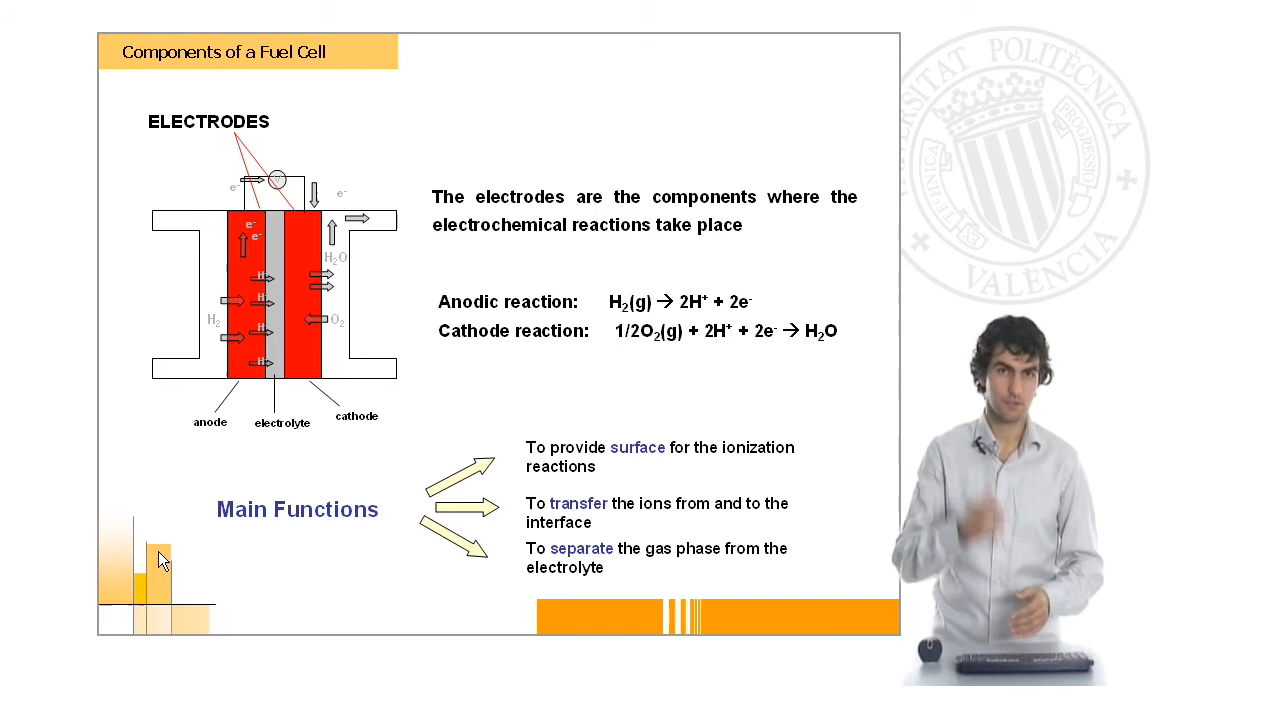 Components of a Fuel Cell
ELECTRODES
e-
V
e-
e-
e-
H2O
H+
H+
H2
H+
O2
H+
anode
electrolyte
cathode
The electrodes are the components where the
electrochemical reactions take place
Anodic reaction: H2(g) → 2H+ + 2e-
Cathode reaction: 1/2O2(g) + 2H+ + 2e- → H2O
Main Functions
To provide surface for the ionization
reactions
To transfer the ions from and to the
interface
To separate the gas phase from the
electrolyte
POLITÈCNICA
VALÈNCIA